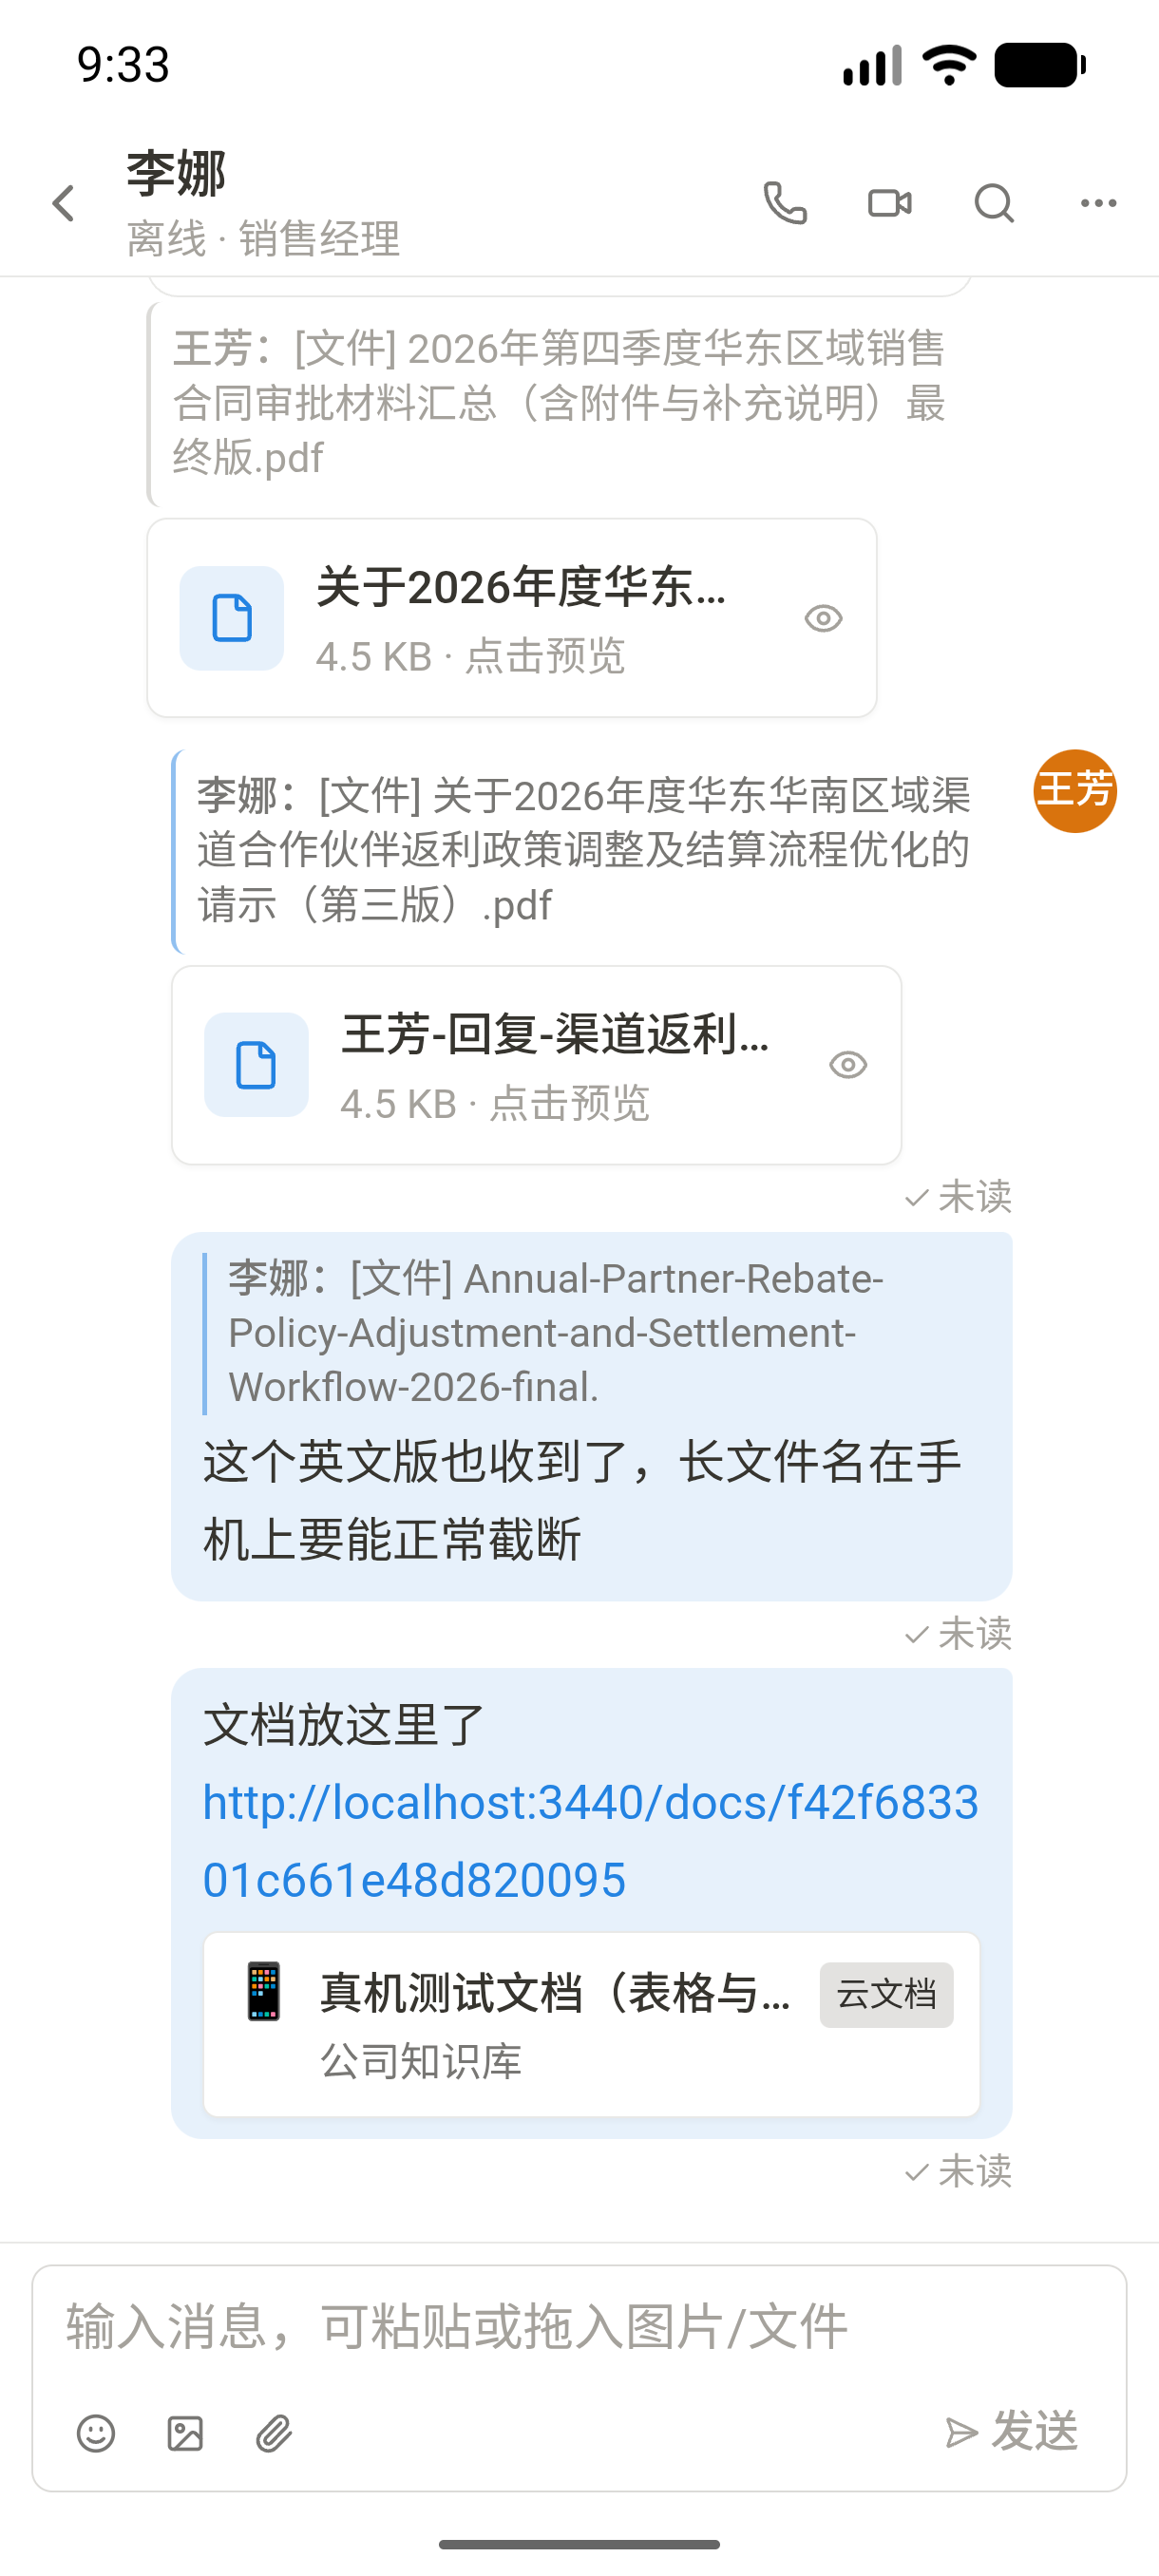 9:33
李娜
离线 · 销售经理
王芳：[文件] 2026年第四季度华东区域销售
合同审批材料汇总（含附件与补充说明）最
终版.pdf
关于2026年度华东...
4.5 KB · 点击预览
王芳
李娜：[文件] 关于2026年度华东华南区域渠
道合作伙伴返利政策调整及结算流程优化的
请示（第三版）.pdf
王芳-回复-渠道返利...
4.5 KB · 点击预览
未读
李娜：[文件] Annual-Partner-Rebate-
Policy-Adjustment-and-Settlement-
Workflow-2026-final.
这个英文版也收到了，长文件名在手
机上要能正常截断
未读
文档放这里了
http://localhost:3440/docs/f42f6833
01c661e48d820095
真机测试文档（表格与...
云文档
公司知识库
未读
输入消息，可粘贴或拖入图片/文件
发送